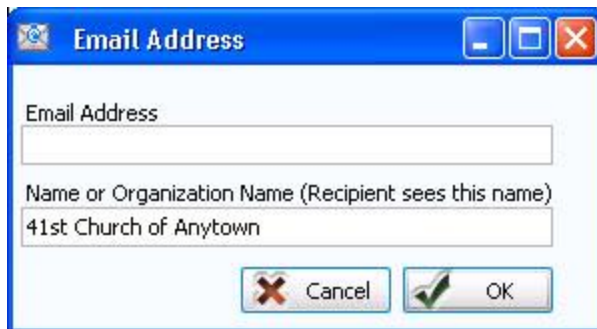 Email Address
Email Address
Name or Organization Name (Recipient sees this name)
41st Church of Anytown
Cancel OK